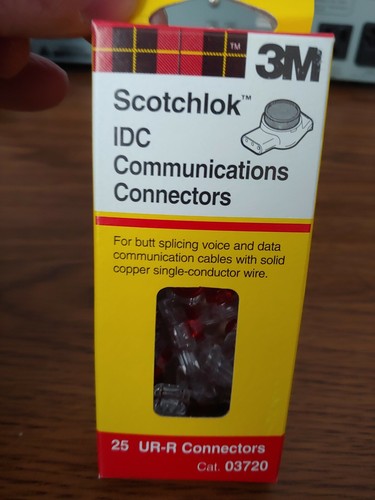 ™ 3M
Scotchlok™
IDC
Communications
Connectors
For butt splicing voice and data
communication cables with solid
copper single-conductor wire.
25 UR-R Connectors
Cat. 03720